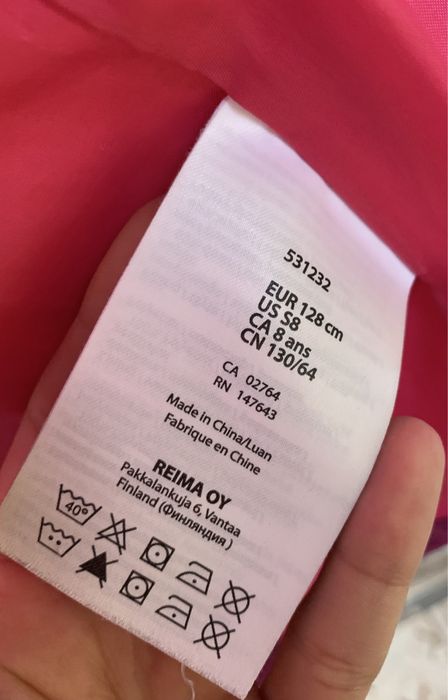 531232
EUR 128 cm
US S8
CA 8 ans
CN 130/64
CA 02764
RN 147643
Made in China/Luan
Fabrique en Chine
REIMA OY
Pakkalankuja 6, Vantaa
Finland (Финляндия)
40°